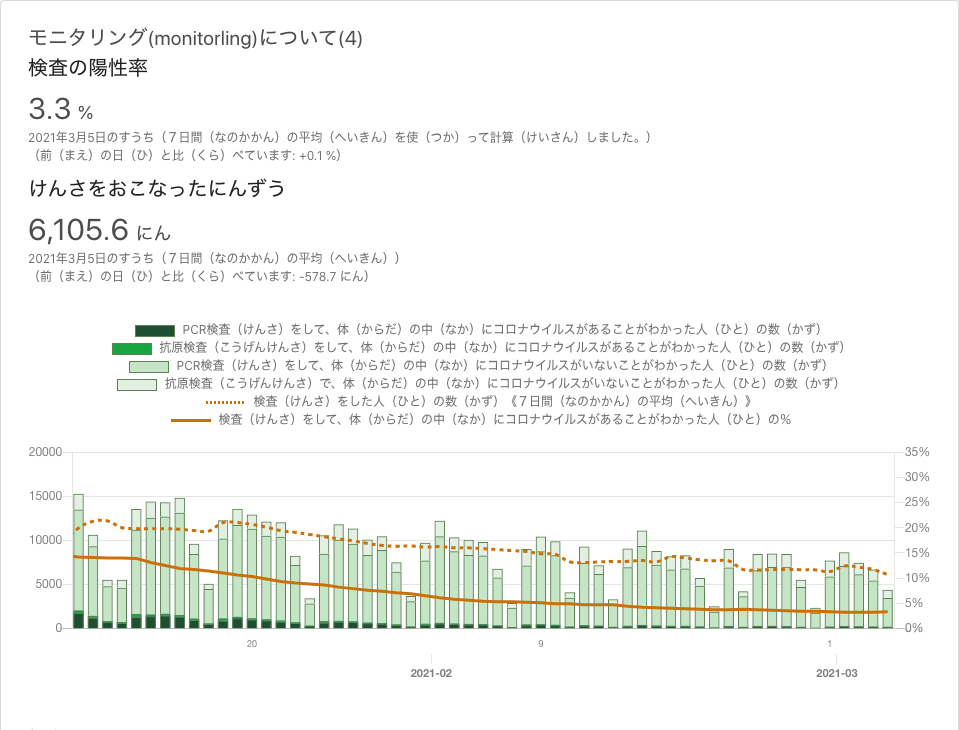 モニタリング(monitorling)について(4)
検査の陽性率
3.3 %
2021年3月5日のすうち（７日間（なのかかん）の平均（へいきん）を使（つか）って計算（けいさん）しました。）
（前（まえ）の日（ひ）と比（くら）べています: +0.1 %）
けんさをおこなったにんずう
6,105.6 にん
2021年3月5日のすうち（７日間（なのかかん）の平均（へいきん））
（前（まえ）の日（ひ）と比（くら）べています: -578.7 にん）
PCR検査（けんさ）をして、体（からだ）の中（なか）にコロナウイルスがあることがわかった人（ひと）の数（かず）
抗原検査（こうげんけんさ）をして、体（からだ）の中（なか）にコロナウイルスがあることがわかった人（ひと）の数（かず）
PCR検査（けんさ）をして、体（からだ）の中（なか）にコロナウイルスがいないことがわかった人（ひと）の数（かず）
抗原検査（こうげんけんさ）で、体（からだ）の中（なか）にコロナウイルスがいないことがわかった人（ひと）の数（かず）
検査（けんさ）をした人（ひと）の数（かず）《７日間（なのかかん）の平均（へいきん）》
検査（けんさ）をして、体（からだ）の中（なか）にコロナウイルスがあることがわかった人（ひと）の%
20000 35%
30%
15000 25%
20%
10000 15%
5000 10%
5%
0 0%
20 9 1
2021-02 2021-03